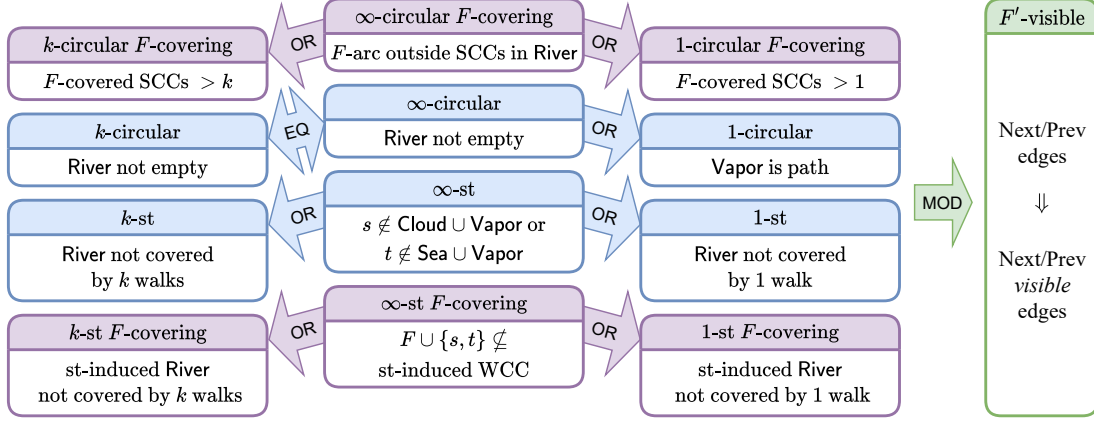 ∞-circular F-covering
F-arc outside SCCs in River
k-circular F-covering
F-covered SCCs > k
OR
OR
1-circular F-covering
F-covered SCCs > 1
∞-circular
River not empty
k-circular
River not empty
EQ
OR
1-circular
Vapor is path
∞-st
s ∉ Cloud ∪ Vapor or
t ∉ Sea ∪ Vapor
k-st
River not covered
by k walks
OR
OR
1-st
River not covered
by 1 walk
∞-st F-covering
F ∪ {s, t} ⊈
st-induced WCC
k-st F-covering
st-induced River
not covered by k walks
OR
OR
1-st F-covering
st-induced River
not covered by 1 walk
MOD
F′-visible
Next/Prev
edges
⇓
Next/Prev
visible
edges